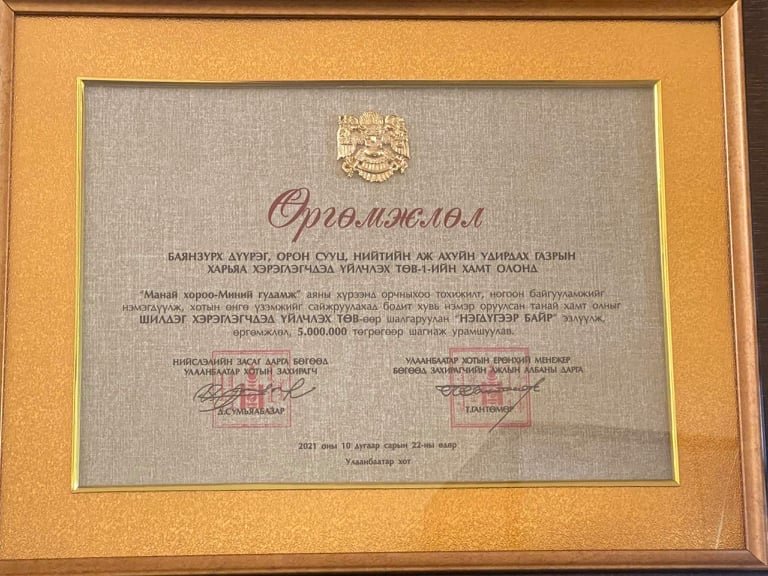 Өргөмжлөл
БАЯНЗҮРХ ДҮҮРЭГ, ОРОН СУУЦ, НИЙТИЙН АЖ АХУЙН УДИРДАХ ГАЗРЫН
ХАРЬЯА ХЭРЭГЛЭГЧДЭД ҮЙЛЧЛЭХ ТӨВ-1-ИЙН ХАМТ ОЛОНД
"Манай хороо-Миний гудамж" аяны хүрээнд орчныхоо тохижилт, ногоон байгууламжийг
нэмэгдүүлж, хотын өнгө үзэмжийг сайжруулахад бодит хувь нэмэр оруулсан танай хамт олныг
ШИЛДЭГ ХЭРЭГЛЭГЧДЭД ҮЙЛЧЛЭХ ТӨВ-өөр шалгаруулан "НЭГДҮГЭЭР БАЙР" эзлүүлж,
өргөмжлөл, 5.000.000 төгрөгөөр шагнаж урамшуулав.
НИЙСЛЭЛИЙН ЗАСАГ ДАРГА БӨГӨӨД
УЛААНБААТАР ХОТЫН ЗАХИРАГЧ
Д.СУМЪЯАБАЗАР
УЛААНБААТАР ХОТЫН ЕРӨНХИЙ МЕНЕЖЕР
БӨГӨӨД ЗАХИРАГЧИЙН АЖЛЫН АЛБАНЫ ДАРГА
Т.ГАНТӨМӨР
2021 оны 10 дугаар сарын 22-ны өдөр
Улаанбаатар хот